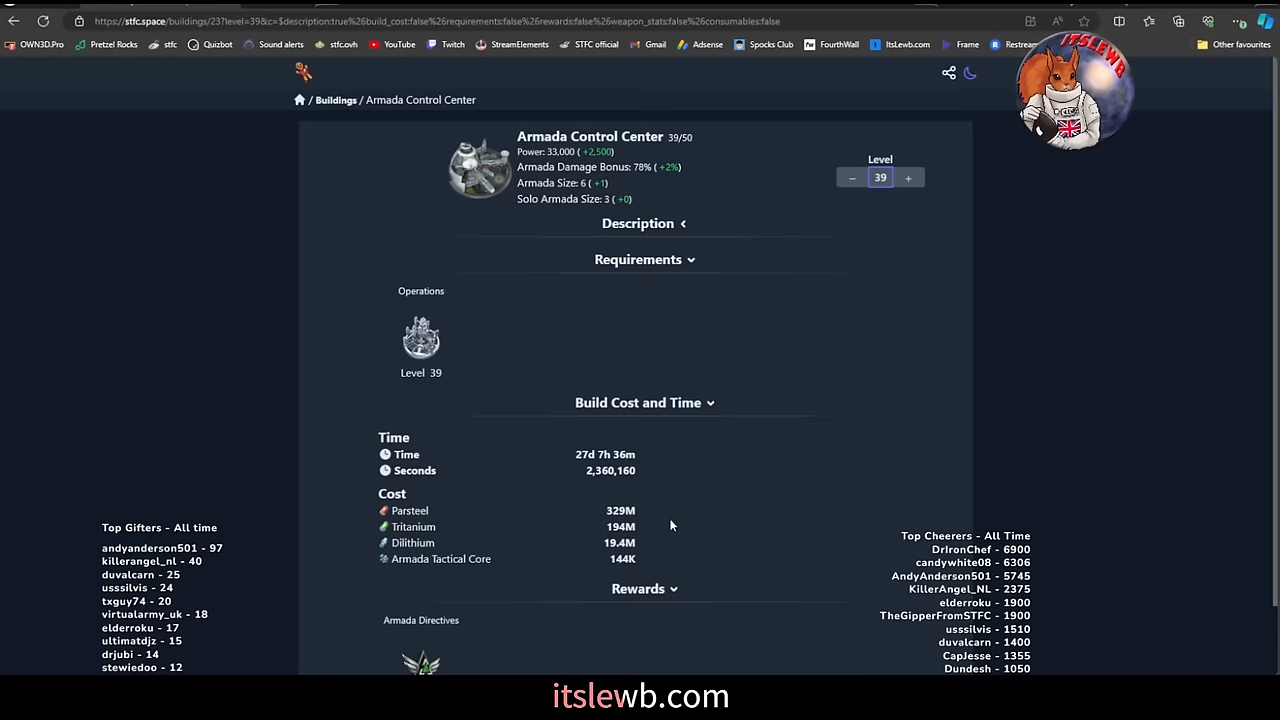 https://stfc.space/buildings/23?level=39&c=$description:true%26build_cost:false%26requirements:false%26rewards:false%26weapon_stats:false%26consumables:false
OWN3D.Pro Pretzel Rocks stfc Quizbot Sound alerts stfc.ovh YouTube Twitch StreamElements STFC official Gmail Adsense Spocks Club FourthWall ItsLewb.com Frame Restream Other favourites
ITSLEWB
/ Buildings / Armada Control Center
Armada Control Center 39/50
Power: 33,000 ( +2,500)
Armada Damage Bonus: 78% ( +2%)
Armada Size: 6 ( +1)
Solo Armada Size: 3 ( +0)
Level
− 39 +
Description
Requirements
Operations
Level 39
Build Cost and Time
Time
Time 27d 7h 36m
Seconds 2,360,160
Cost
Parsteel 329M
Tritanium 194M
Dilithium 19.4M
Armada Tactical Core 144K
Rewards
Armada Directives
Top Gifters - All time
andyanderson501 - 97
killerangel_nl - 40
duvalcarn - 25
usssilvis - 24
txguy74 - 20
virtualarmy_uk - 18
elderroku - 17
ultimatdjz - 15
drjubi - 14
stewiedoo - 12
Top Cheerers - All Time
DrIronChef - 6900
candywhite08 - 6306
AndyAnderson501 - 5745
KillerAngel_NL - 2375
elderroku - 1900
TheGipperFromSTFC - 1900
usssilvis - 1510
duvalcarn - 1400
CapJesse - 1355
Dundesh - 1050
itslewb.com